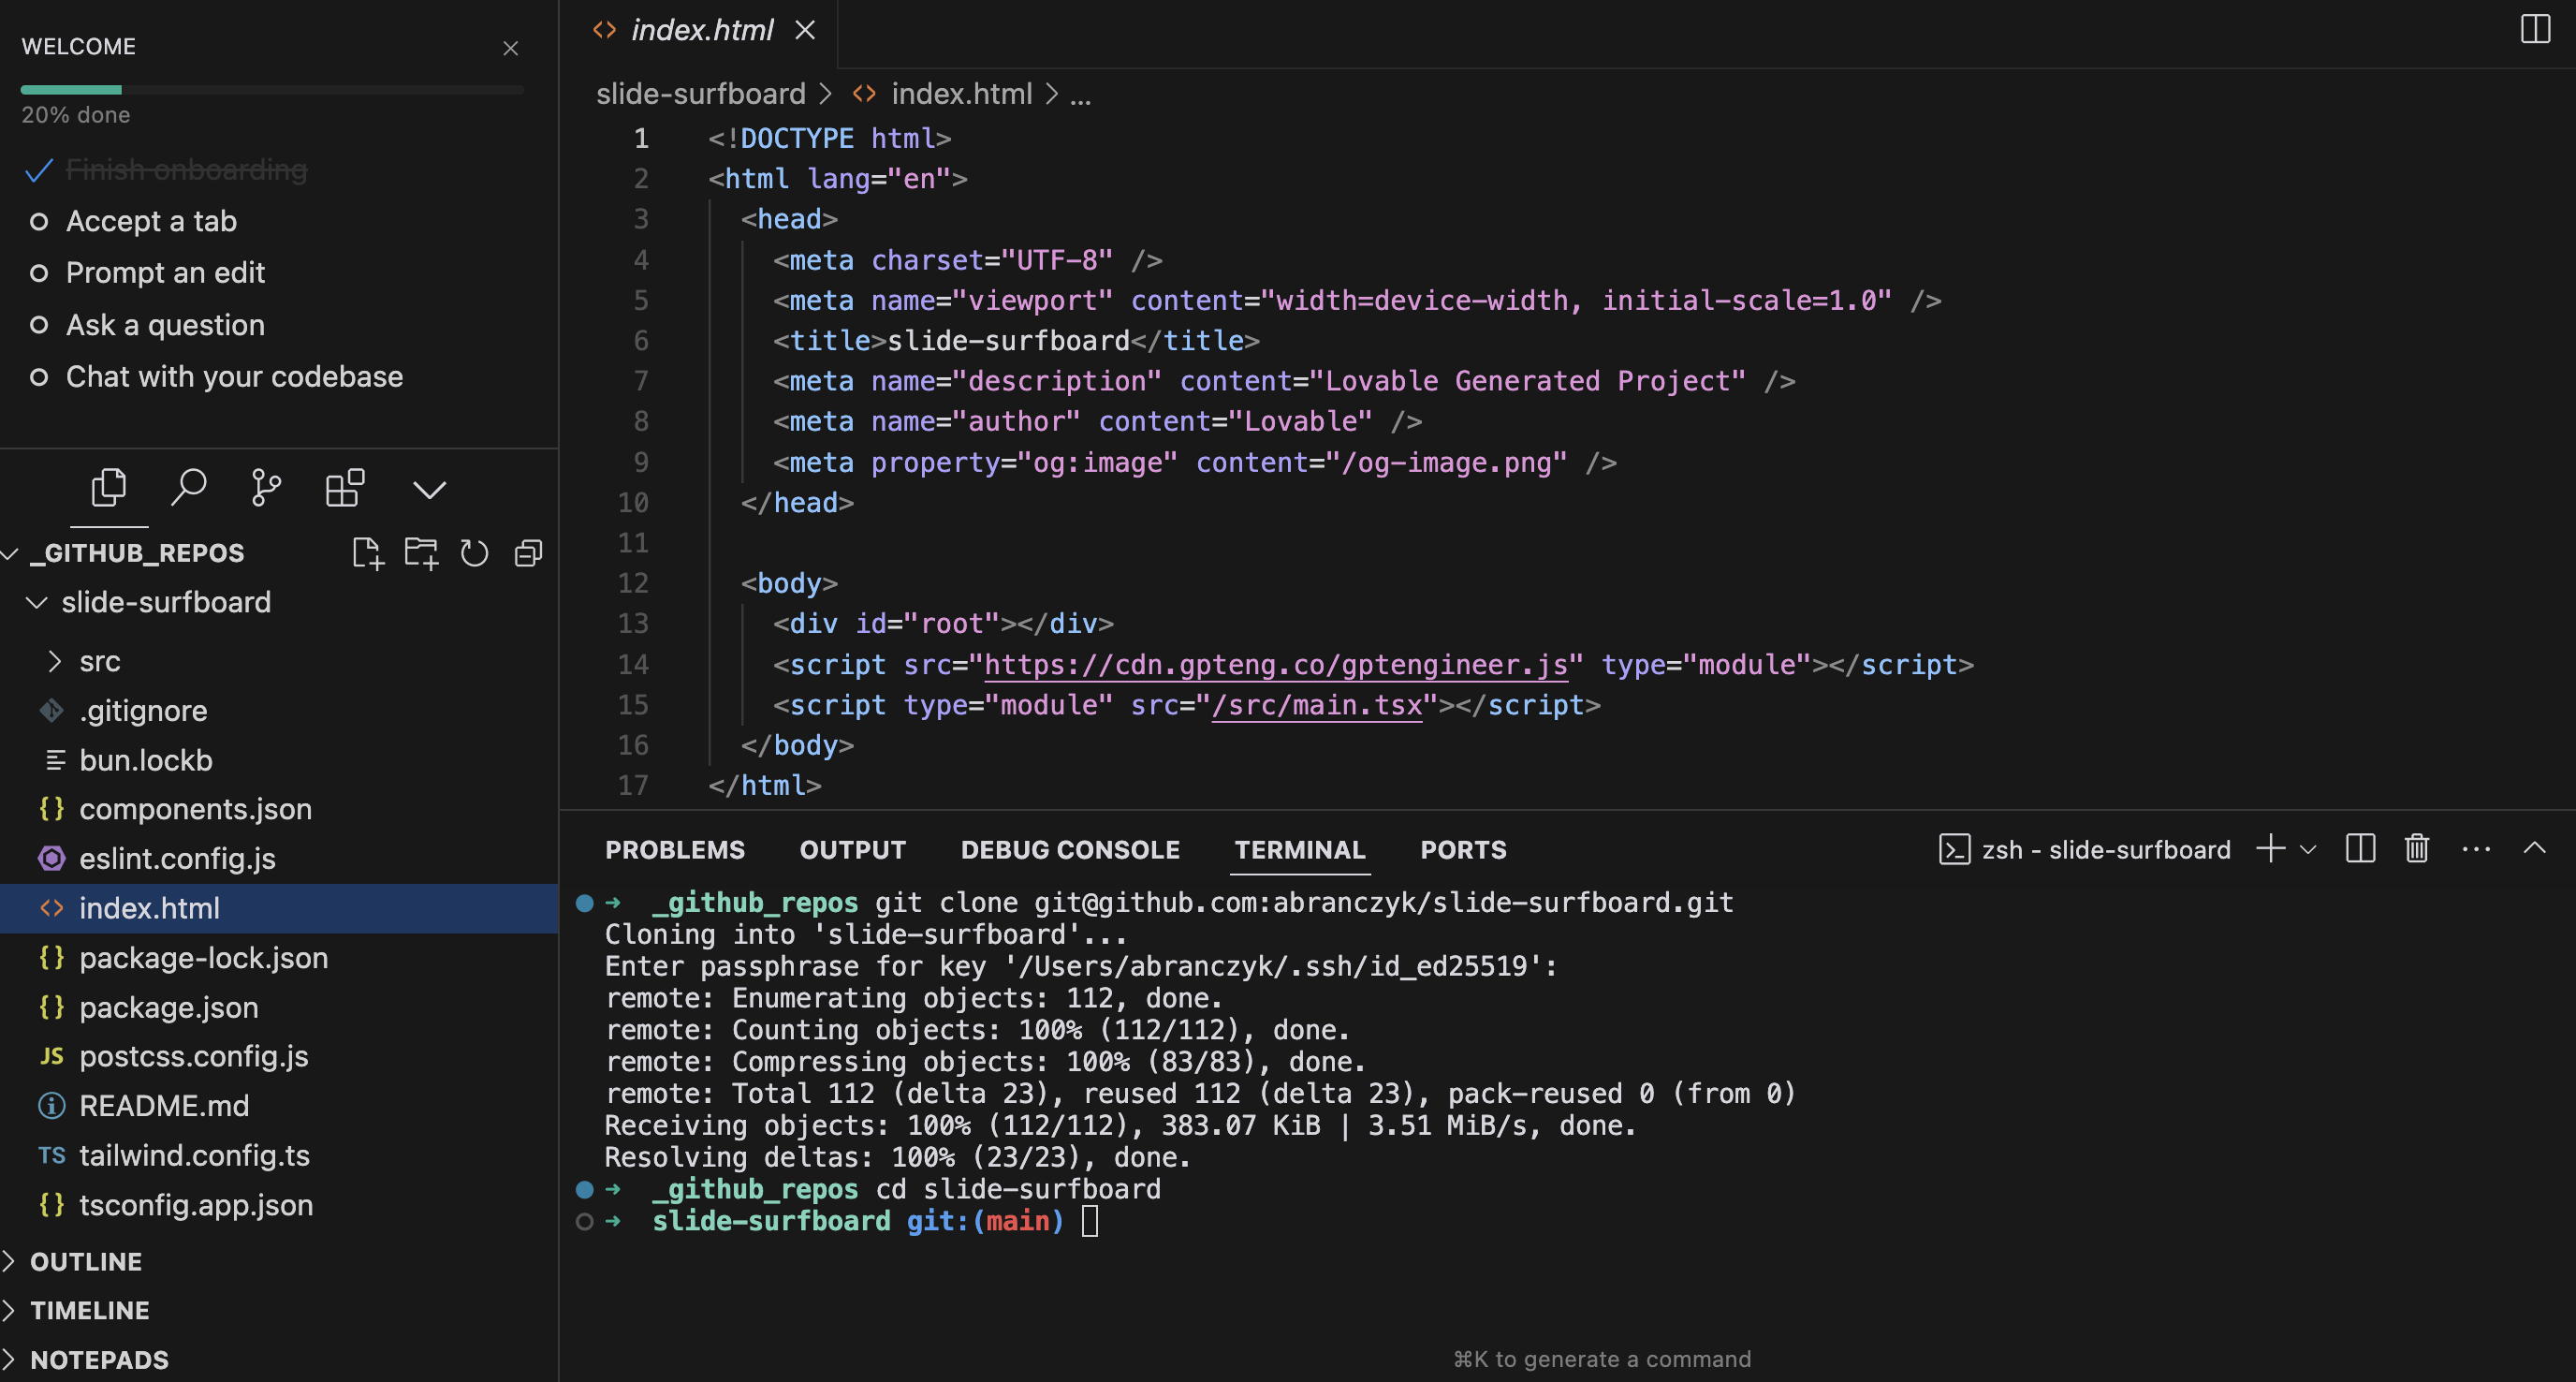 WELCOME
20% done
Finish onboarding
Accept a tab
Prompt an edit
Ask a question
Chat with your codebase
_GITHUB_REPOS
slide-surfboard
src
.gitignore
bun.lockb
components.json
eslint.config.js
index.html
package-lock.json
package.json
JS postcss.config.js
README.md
TS tailwind.config.ts
tsconfig.app.json
OUTLINE
TIMELINE
NOTEPADS
index.html
slide-surfboard > index.html > ...
1 <!DOCTYPE html>
2 <html lang="en">
3 <head>
4 <meta charset="UTF-8" />
5 <meta name="viewport" content="width=device-width, initial-scale=1.0" />
6 <title>slide-surfboard</title>
7 <meta name="description" content="Lovable Generated Project" />
8 <meta name="author" content="Lovable" />
9 <meta property="og:image" content="/og-image.png" />
10 </head>
11
12 <body>
13 <div id="root"></div>
14 <script src="https://cdn.gpteng.co/gptengineer.js" type="module"></script>
15 <script type="module" src="/src/main.tsx"></script>
16 </body>
17 </html>
PROBLEMS OUTPUT DEBUG CONSOLE TERMINAL PORTS zsh - slide-surfboard
➜ _github_repos git clone git@github.com:abranczyk/slide-surfboard.git
Cloning into 'slide-surfboard'...
Enter passphrase for key '/Users/abranczyk/.ssh/id_ed25519':
remote: Enumerating objects: 112, done.
remote: Counting objects: 100% (112/112), done.
remote: Compressing objects: 100% (83/83), done.
remote: Total 112 (delta 23), reused 112 (delta 23), pack-reused 0 (from 0)
Receiving objects: 100% (112/112), 383.07 KiB | 3.51 MiB/s, done.
Resolving deltas: 100% (23/23), done.
➜ _github_repos cd slide-surfboard
➜ slide-surfboard git:(main)
⌘K to generate a command